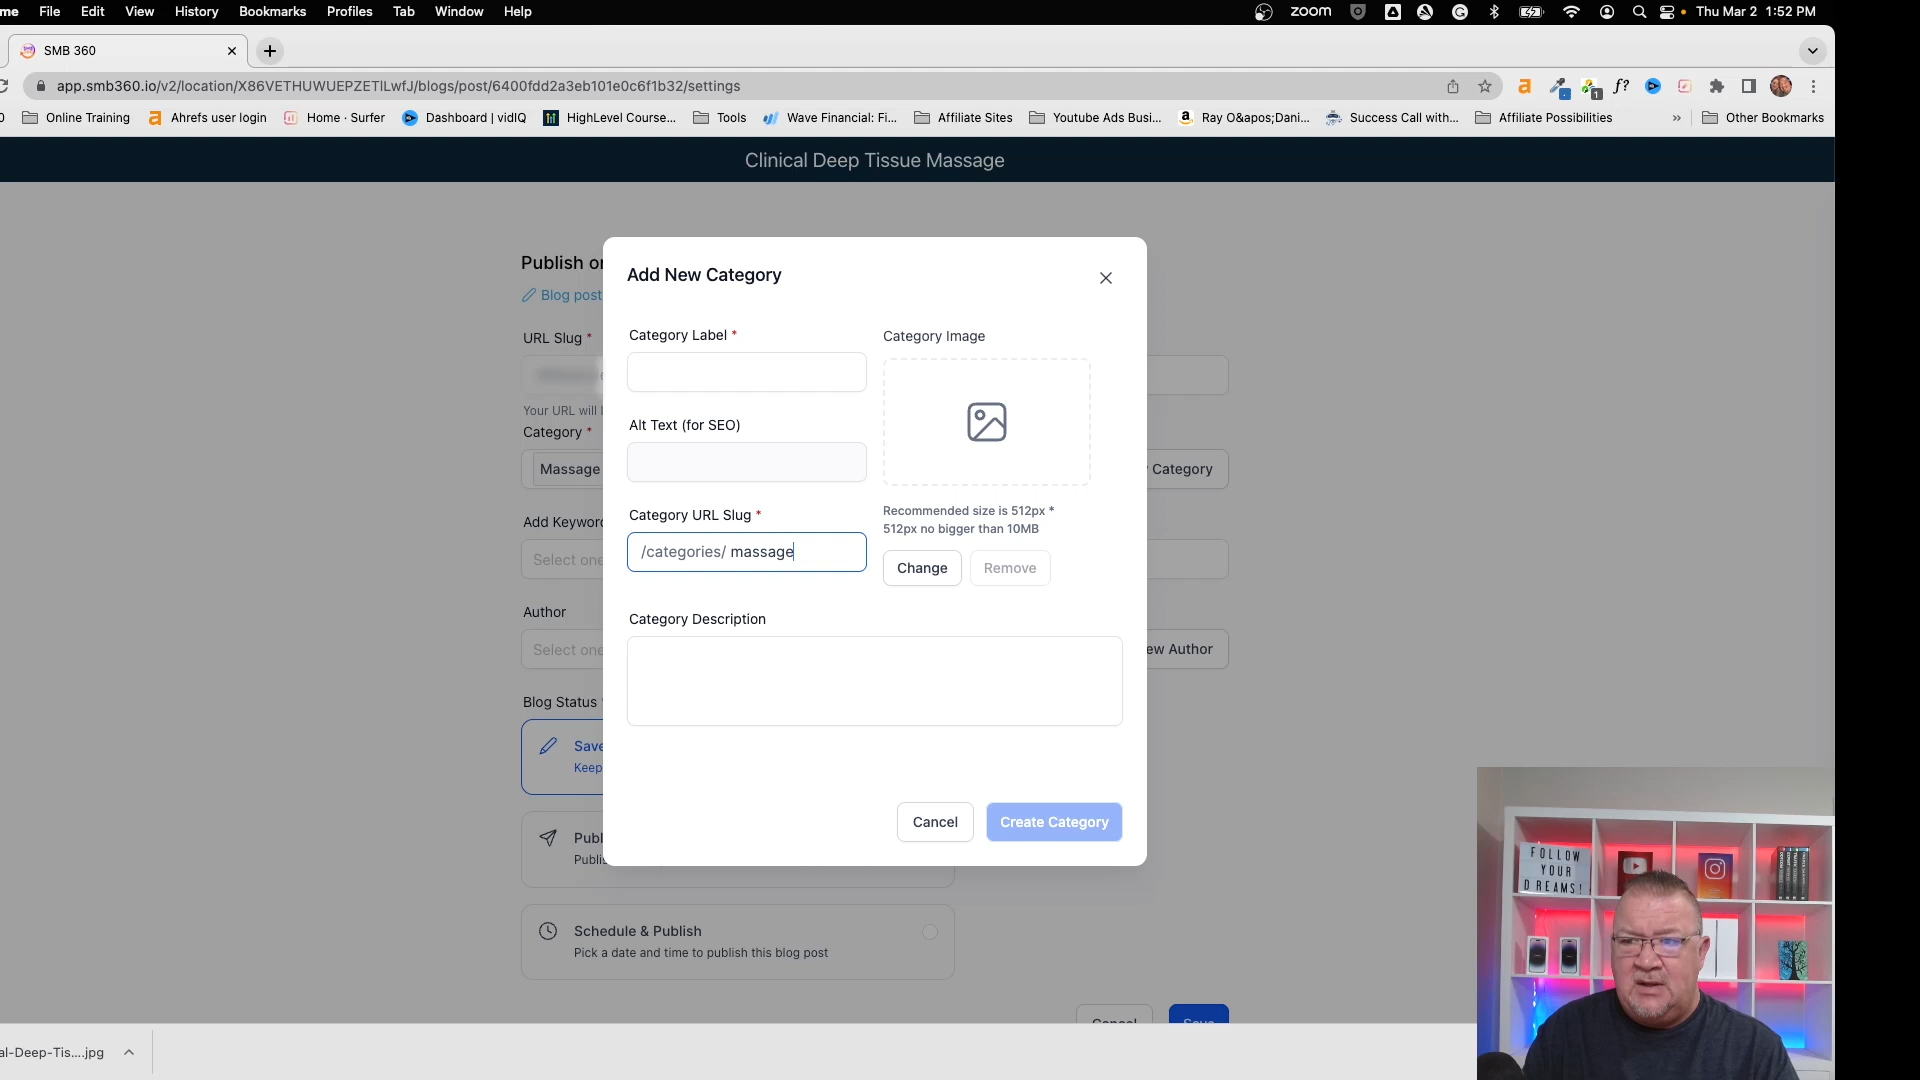 me File Edit View History Bookmarks Profiles Tab Window Help zoom Thu Mar 2 1:52 PM
SMB 360
app.smb360.io/v2/location/X86VETHUWUEPZETlLwfJ/blogs/post/6400fdd2a3eb101e0c6f1b32/settings
Online Training Ahrefs user login Home · Surfer Dashboard | vidIQ HighLevel Course... Tools Wave Financial: Fi... Affiliate Sites Youtube Ads Busi... Ray O&apos;Dani... Success Call with... Affiliate Possibilities » Other Bookmarks
Clinical Deep Tissue Massage
Publish on
Blog post
URL Slug *
Your URL will
Category *
Massage
Category
Add Keyword
Select one
Author
Select one
ew Author
Blog Status
Save
Keep
Publ
Publis
Schedule & Publish
Pick a date and time to publish this blog post
Cancel Save
Add New Category
Category Label *
Category Image
Alt Text (for SEO)
Recommended size is 512px *
512px no bigger than 10MB
Category URL Slug *
/categories/ massage
Change Remove
Category Description
Cancel Create Category
al-Deep-Tis....jpg
FOLLOW
YOUR
DREAMS!